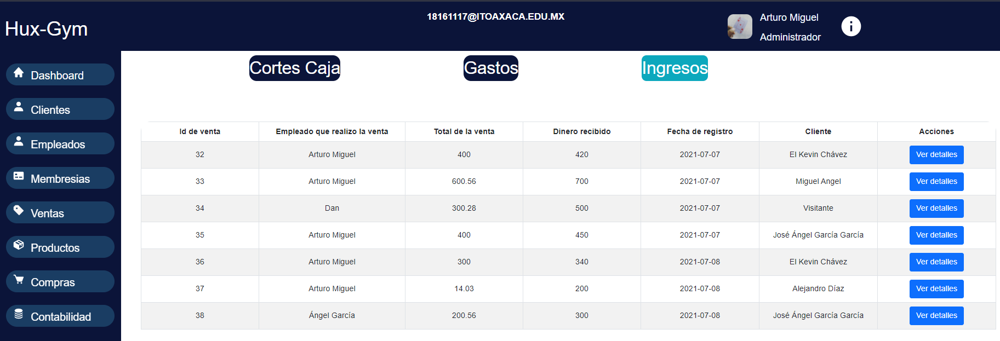 18161117@ITOAXACA.EDU.MX
Arturo Miguel
Administrador
Hux-Gym
Dashboard
Clientes
Empleados
Membresias
Ventas
Productos
Compras
Contabilidad
Cortes Caja Gastos Ingresos
Id de venta Empleado que realizo la venta Total de la venta Dinero recibido Fecha de registro Cliente Acciones
32 Arturo Miguel 400 420 2021-07-07 El Kevin Chávez Ver detalles
33 Arturo Miguel 600.56 700 2021-07-07 Miguel Angel Ver detalles
34 Dan 300.28 500 2021-07-07 Visitante Ver detalles
35 Arturo Miguel 400 450 2021-07-07 José Ángel García García Ver detalles
36 Arturo Miguel 300 340 2021-07-08 El Kevin Chávez Ver detalles
37 Arturo Miguel 14.03 200 2021-07-08 Alejandro Díaz Ver detalles
38 Ángel García 200.56 300 2021-07-08 José Ángel García García Ver detalles